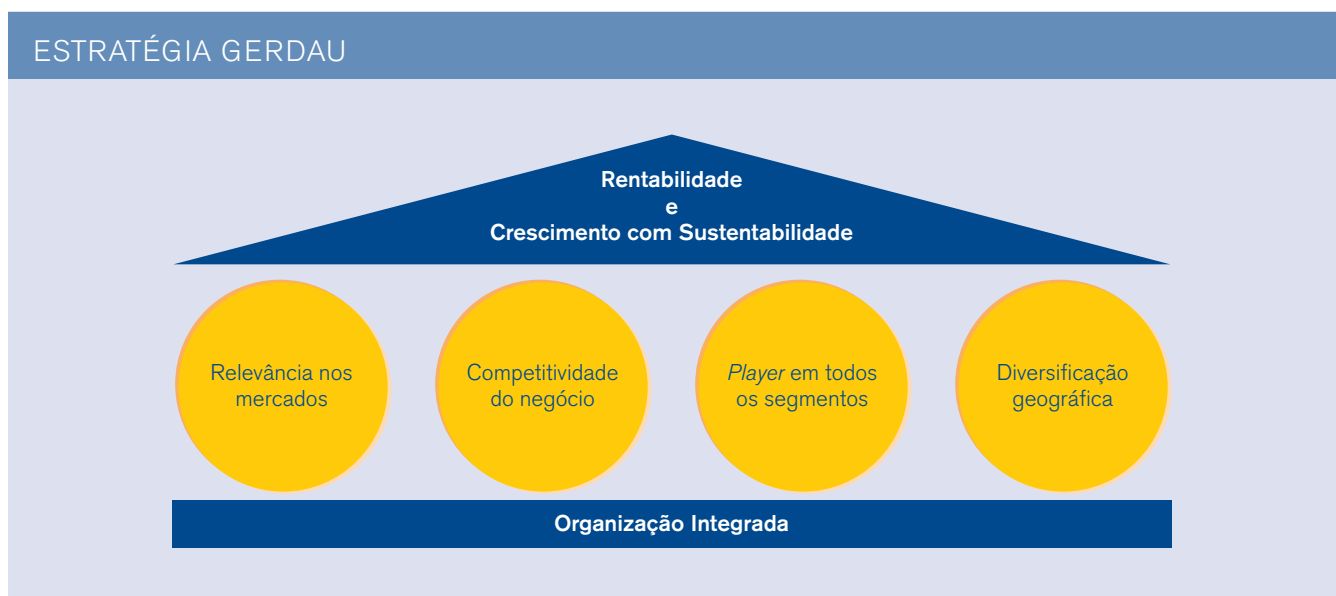 ESTRATÉGIA GERDAU
Rentabilidade
e
Crescimento com Sustentabilidade
Relevância nos
mercados
Competitividade
do negócio
Player em todos
os segmentos
Diversificação
geográfica
Organização Integrada